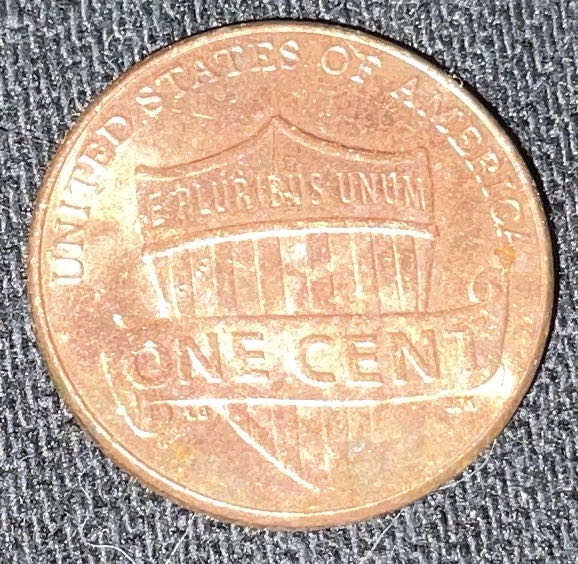 UNITED STATES OF AMERICA
E PLURIBUS UNUM
ONE CENT